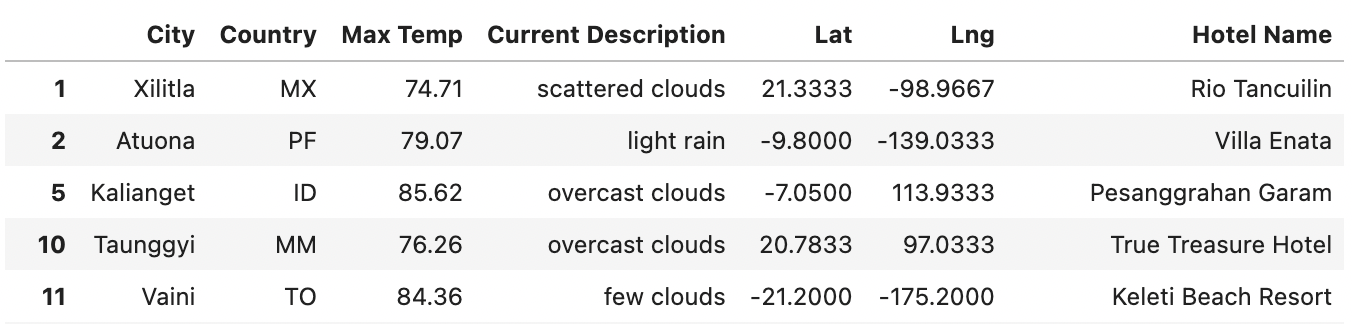 City Country Max Temp Current Description Lat Lng Hotel Name
1 Xilitla MX 74.71 scattered clouds 21.3333 -98.9667 Rio Tancuilin
2 Atuona PF 79.07 light rain -9.8000 -139.0333 Villa Enata
5 Kalianget ID 85.62 overcast clouds -7.0500 113.9333 Pesanggrahan Garam
10 Taunggyi MM 76.26 overcast clouds 20.7833 97.0333 True Treasure Hotel
11 Vaini TO 84.36 few clouds -21.2000 -175.2000 Keleti Beach Resort